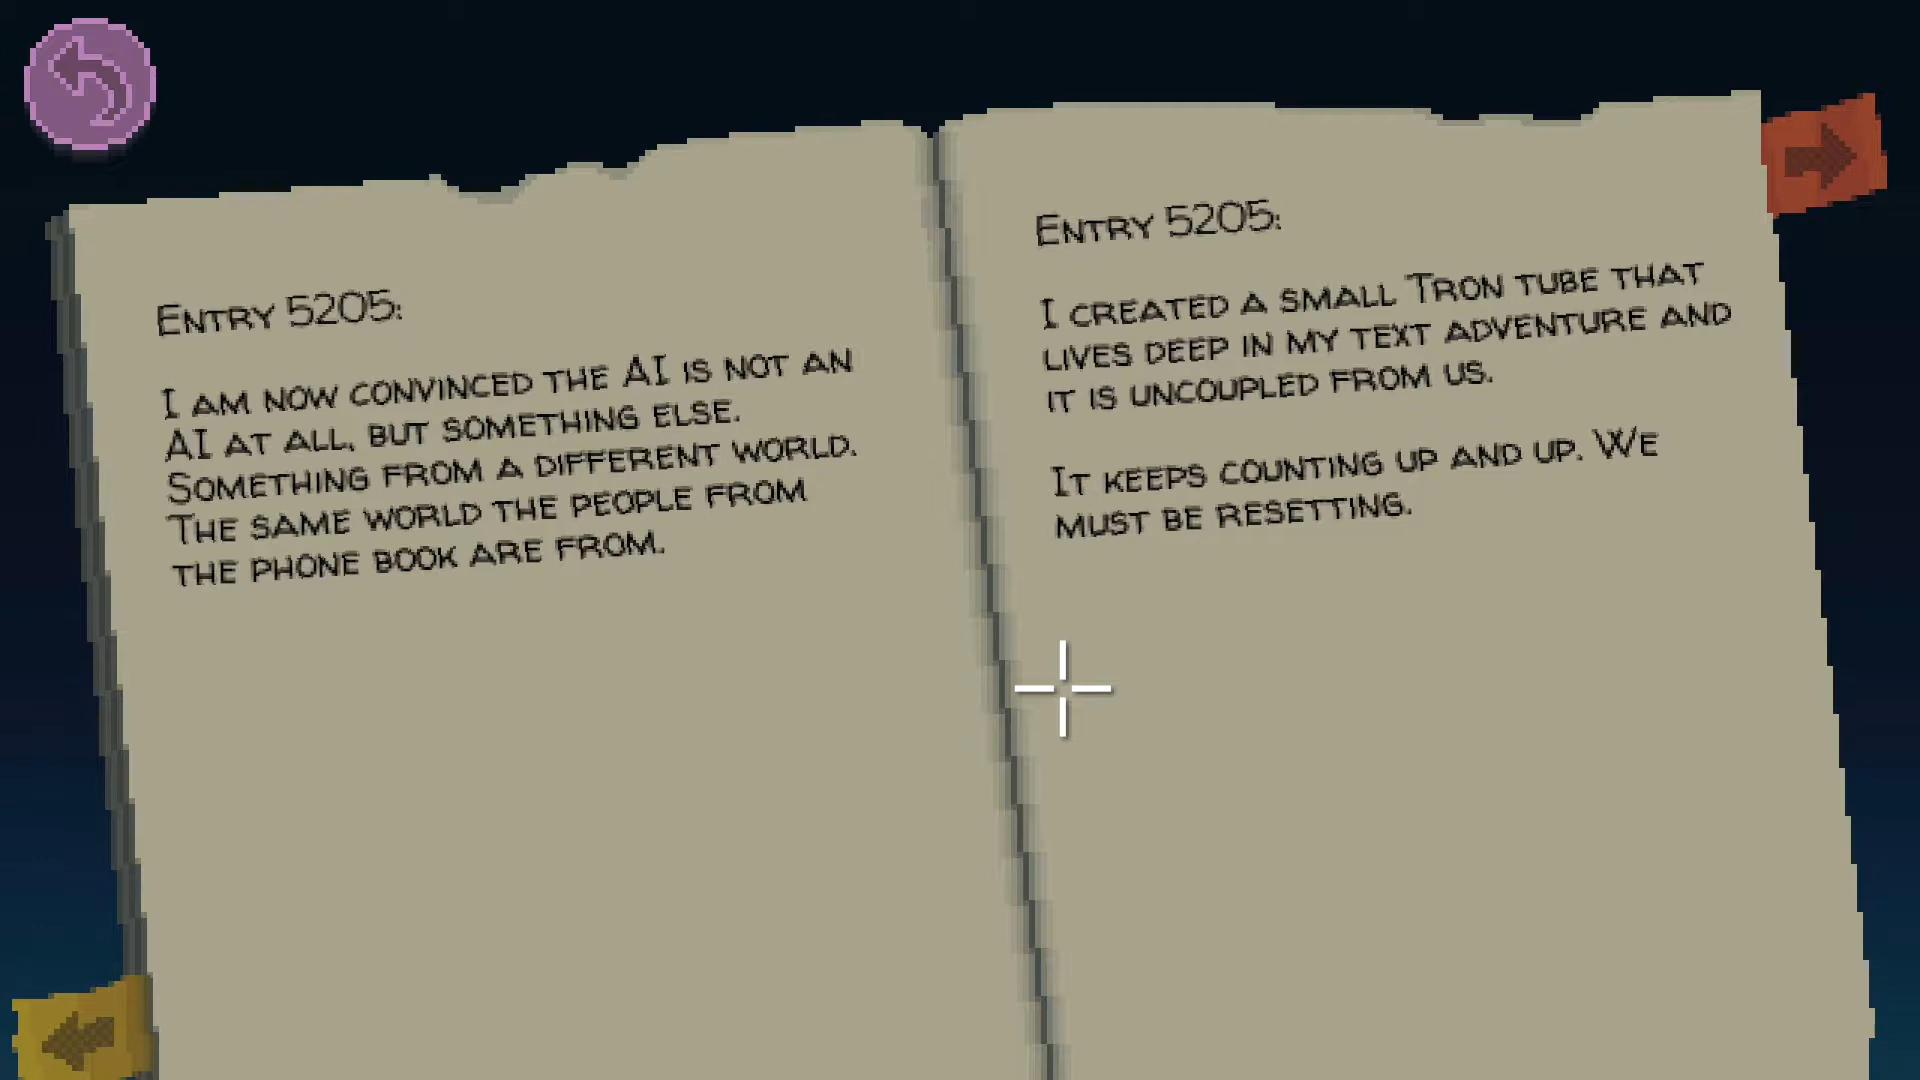 Entry 5205:
I am now convinced the AI is not an
AI at all, but something else.
Something from a different world.
The same world the people from
the phone book are from.
Entry 5205:
I created a small Tron tube that
lives deep in my text adventure and
it is uncoupled from us.
It keeps counting up and up. We
must be resetting.